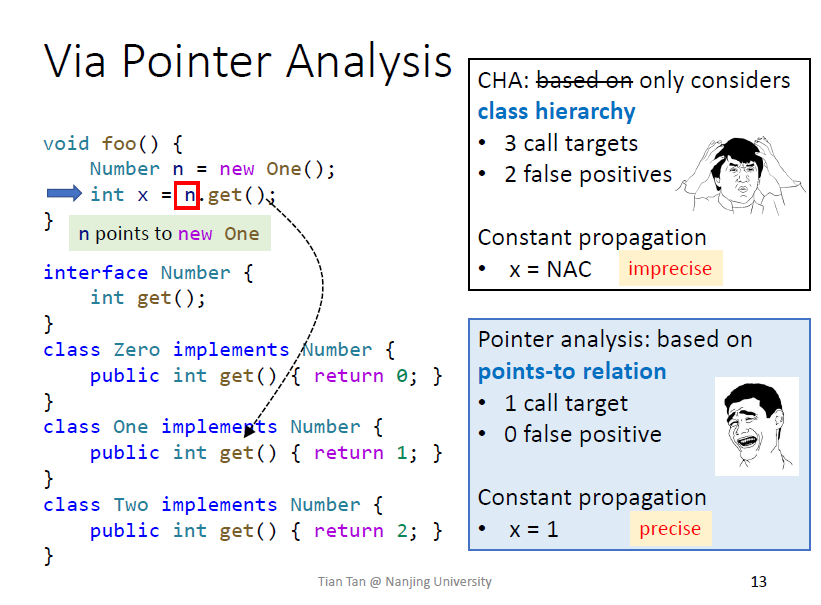 Via Pointer Analysis
void foo() {
    Number n = new One();
    int x = n.get();
}
n points to new One
interface Number {
    int get();
}
class Zero implements Number {
    public int get() { return 0; }
}
class One implements Number {
    public int get() { return 1; }
}
class Two implements Number {
    public int get() { return 2; }
}
CHA: based on only considers
class hierarchy
• 3 call targets
• 2 false positives
Constant propagation
• x = NAC imprecise
Pointer analysis: based on
points-to relation
• 1 call target
• 0 false positive
Constant propagation
• x = 1 precise
Tian Tan @ Nanjing University
13